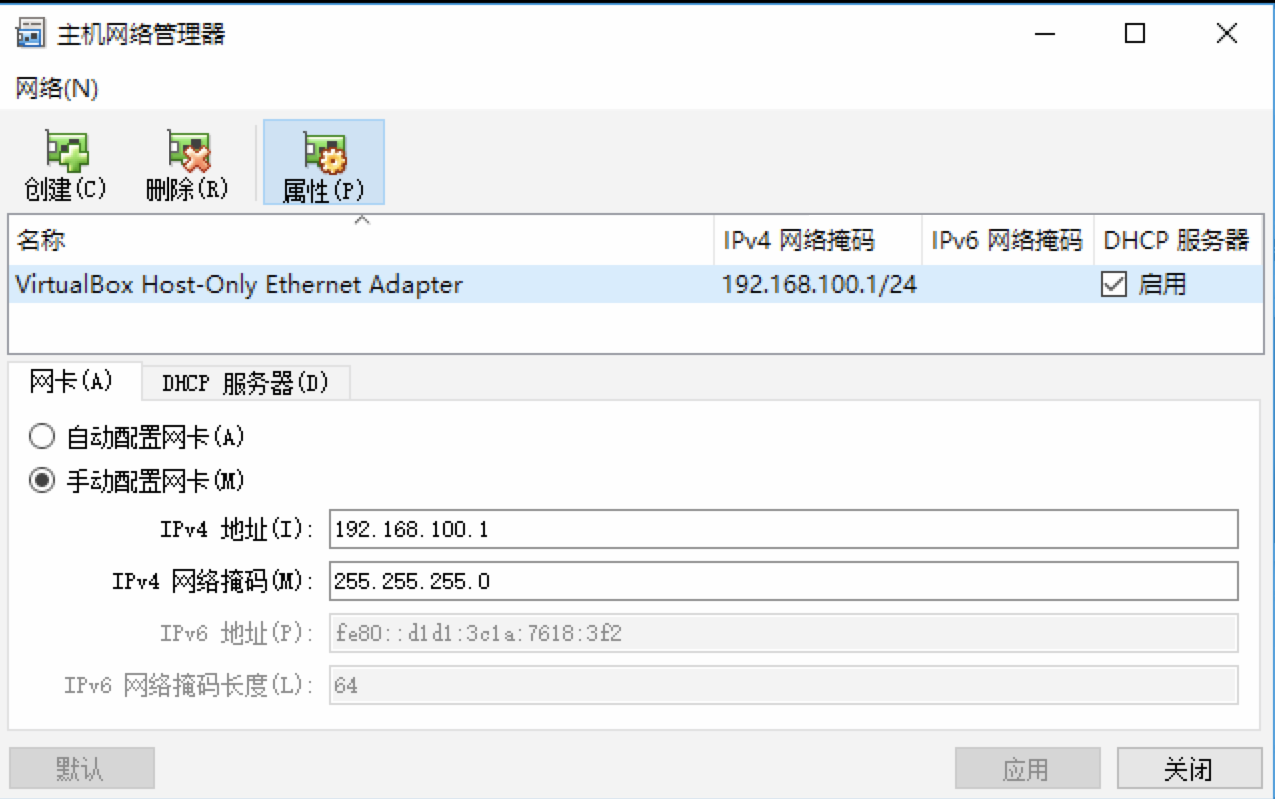 主机网络管理器
网络(N)
创建(C) 删除(R) 属性(P)
名称 IPv4 网络掩码 IPv6 网络掩码 DHCP 服务器
VirtualBox Host-Only Ethernet Adapter 192.168.100.1/24 启用
网卡(A) DHCP 服务器(D)
自动配置网卡(A)
手动配置网卡(M)
IPv4 地址(I): 192.168.100.1
IPv4 网络掩码(M): 255.255.255.0
IPv6 地址(P): fe80::d1d1:3c1a:7618:3f2
IPv6 网络掩码长度(L): 64
默认 应用 关闭